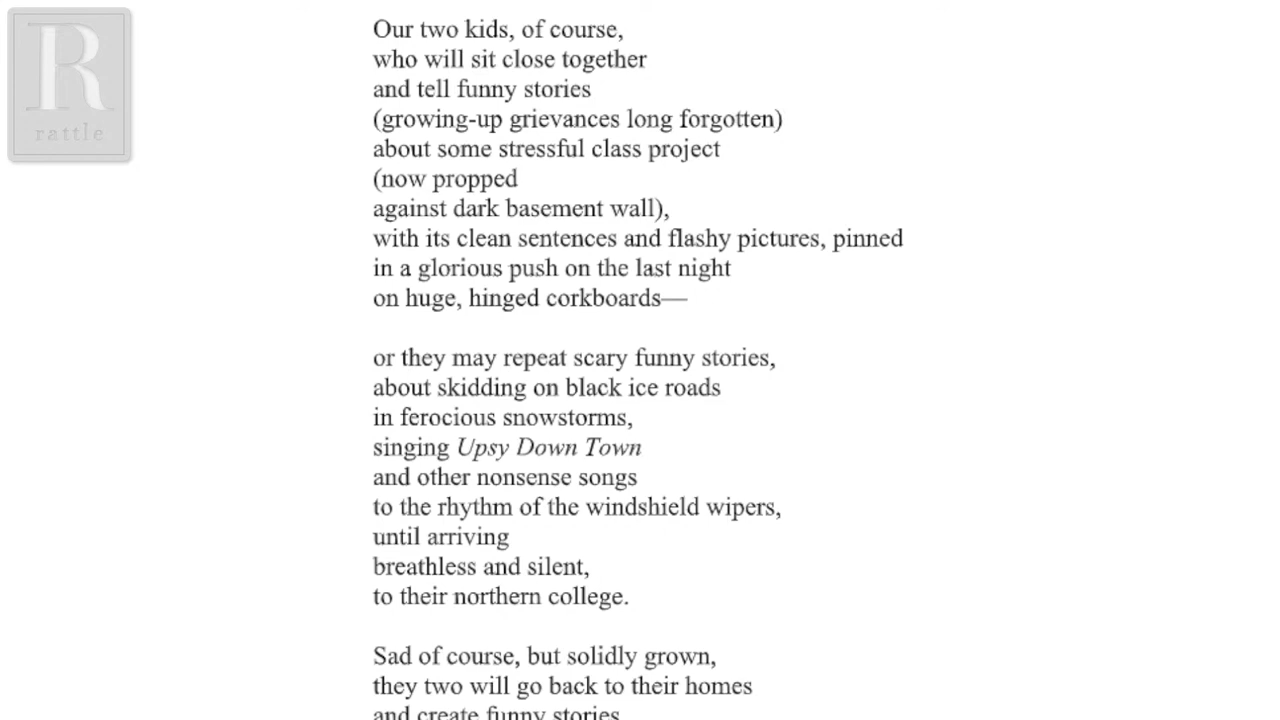 R
rattle
Our two kids, of course,
who will sit close together
and tell funny stories
(growing-up grievances long forgotten)
about some stressful class project
(now propped
against dark basement wall),
with its clean sentences and flashy pictures, pinned
in a glorious push on the last night
on huge, hinged corkboards—
or they may repeat scary funny stories,
about skidding on black ice roads
in ferocious snowstorms,
singing Upsy Down Town
and other nonsense songs
to the rhythm of the windshield wipers,
until arriving
breathless and silent,
to their northern college.
Sad of course, but solidly grown,
they two will go back to their homes
and create funny stories